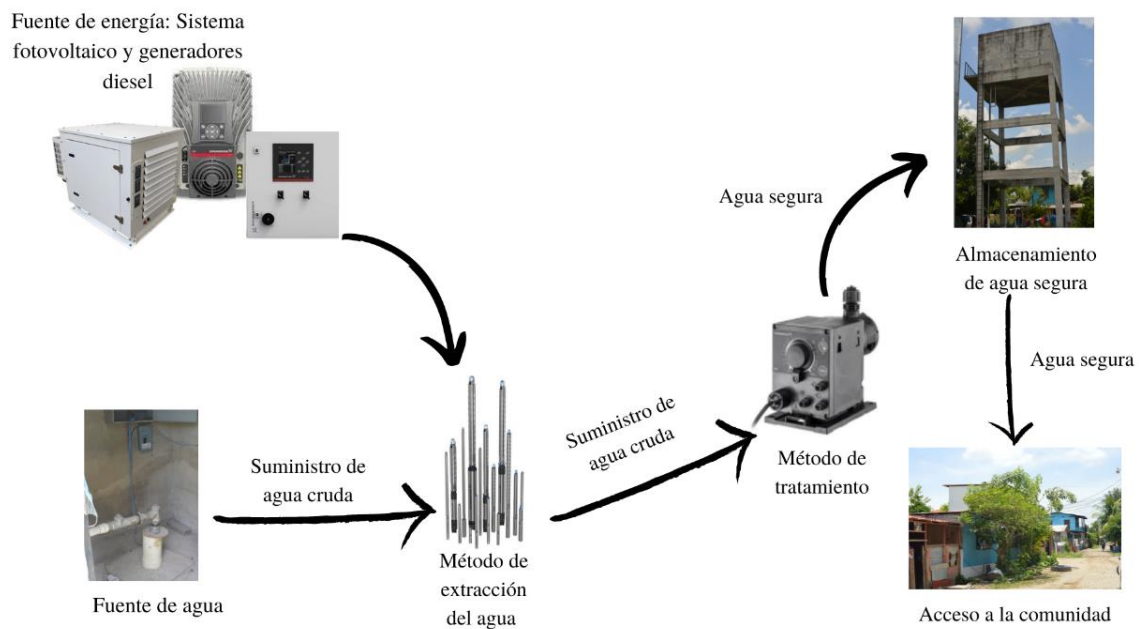 Fuente de energía: Sistema
fotovoltaico y generadores
diesel
Agua segura
Almacenamiento
de agua segura
Agua segura
Suministro de
agua cruda
Suministro de
agua cruda
Método de
tratamiento
Método de
extracción
del agua
Fuente de agua
Acceso a la comunidad